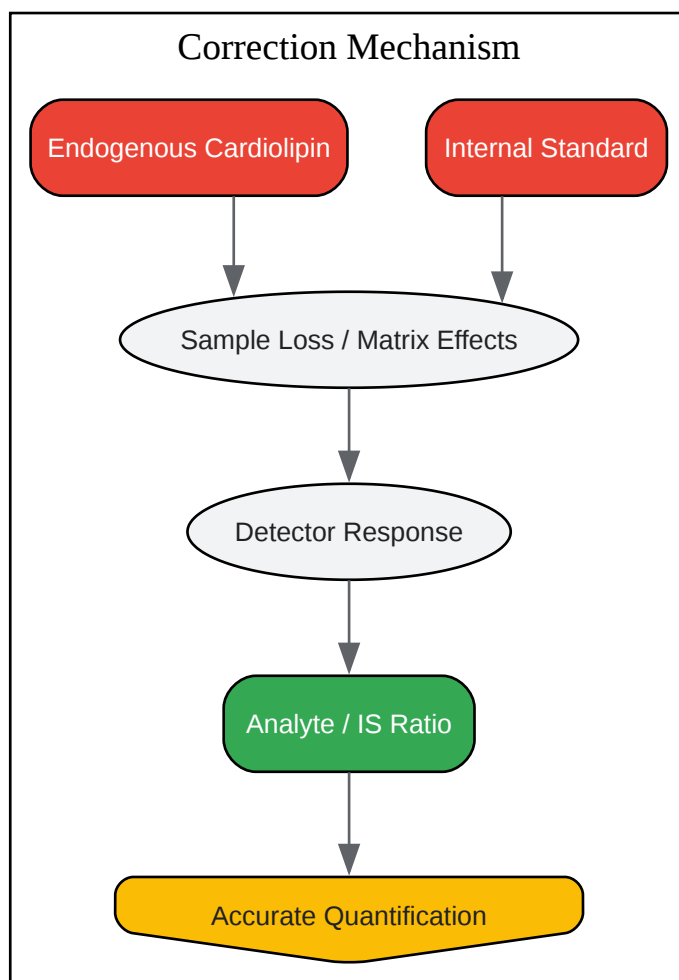 Correction Mechanism
Endogenous Cardiolipin
Internal Standard
Sample Loss / Matrix Effects
Detector Response
Analyte / IS Ratio
Accurate Quantification